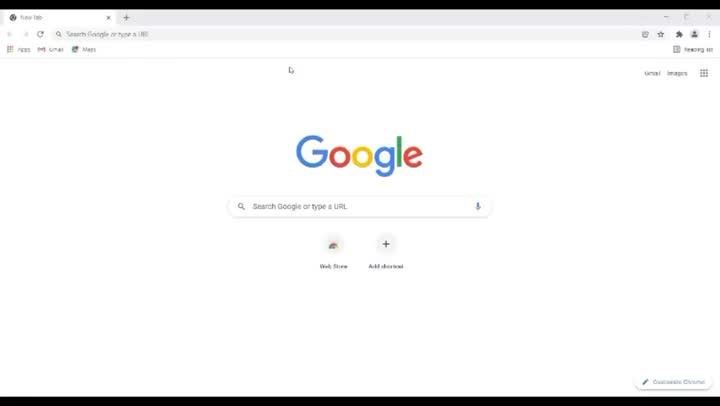 New Tab
Search Google or type a URL
Apps Gmail Maps Reading list
Gmail Images
Google
Search Google or type a URL
Web Store Add shortcut
Customize Chrome